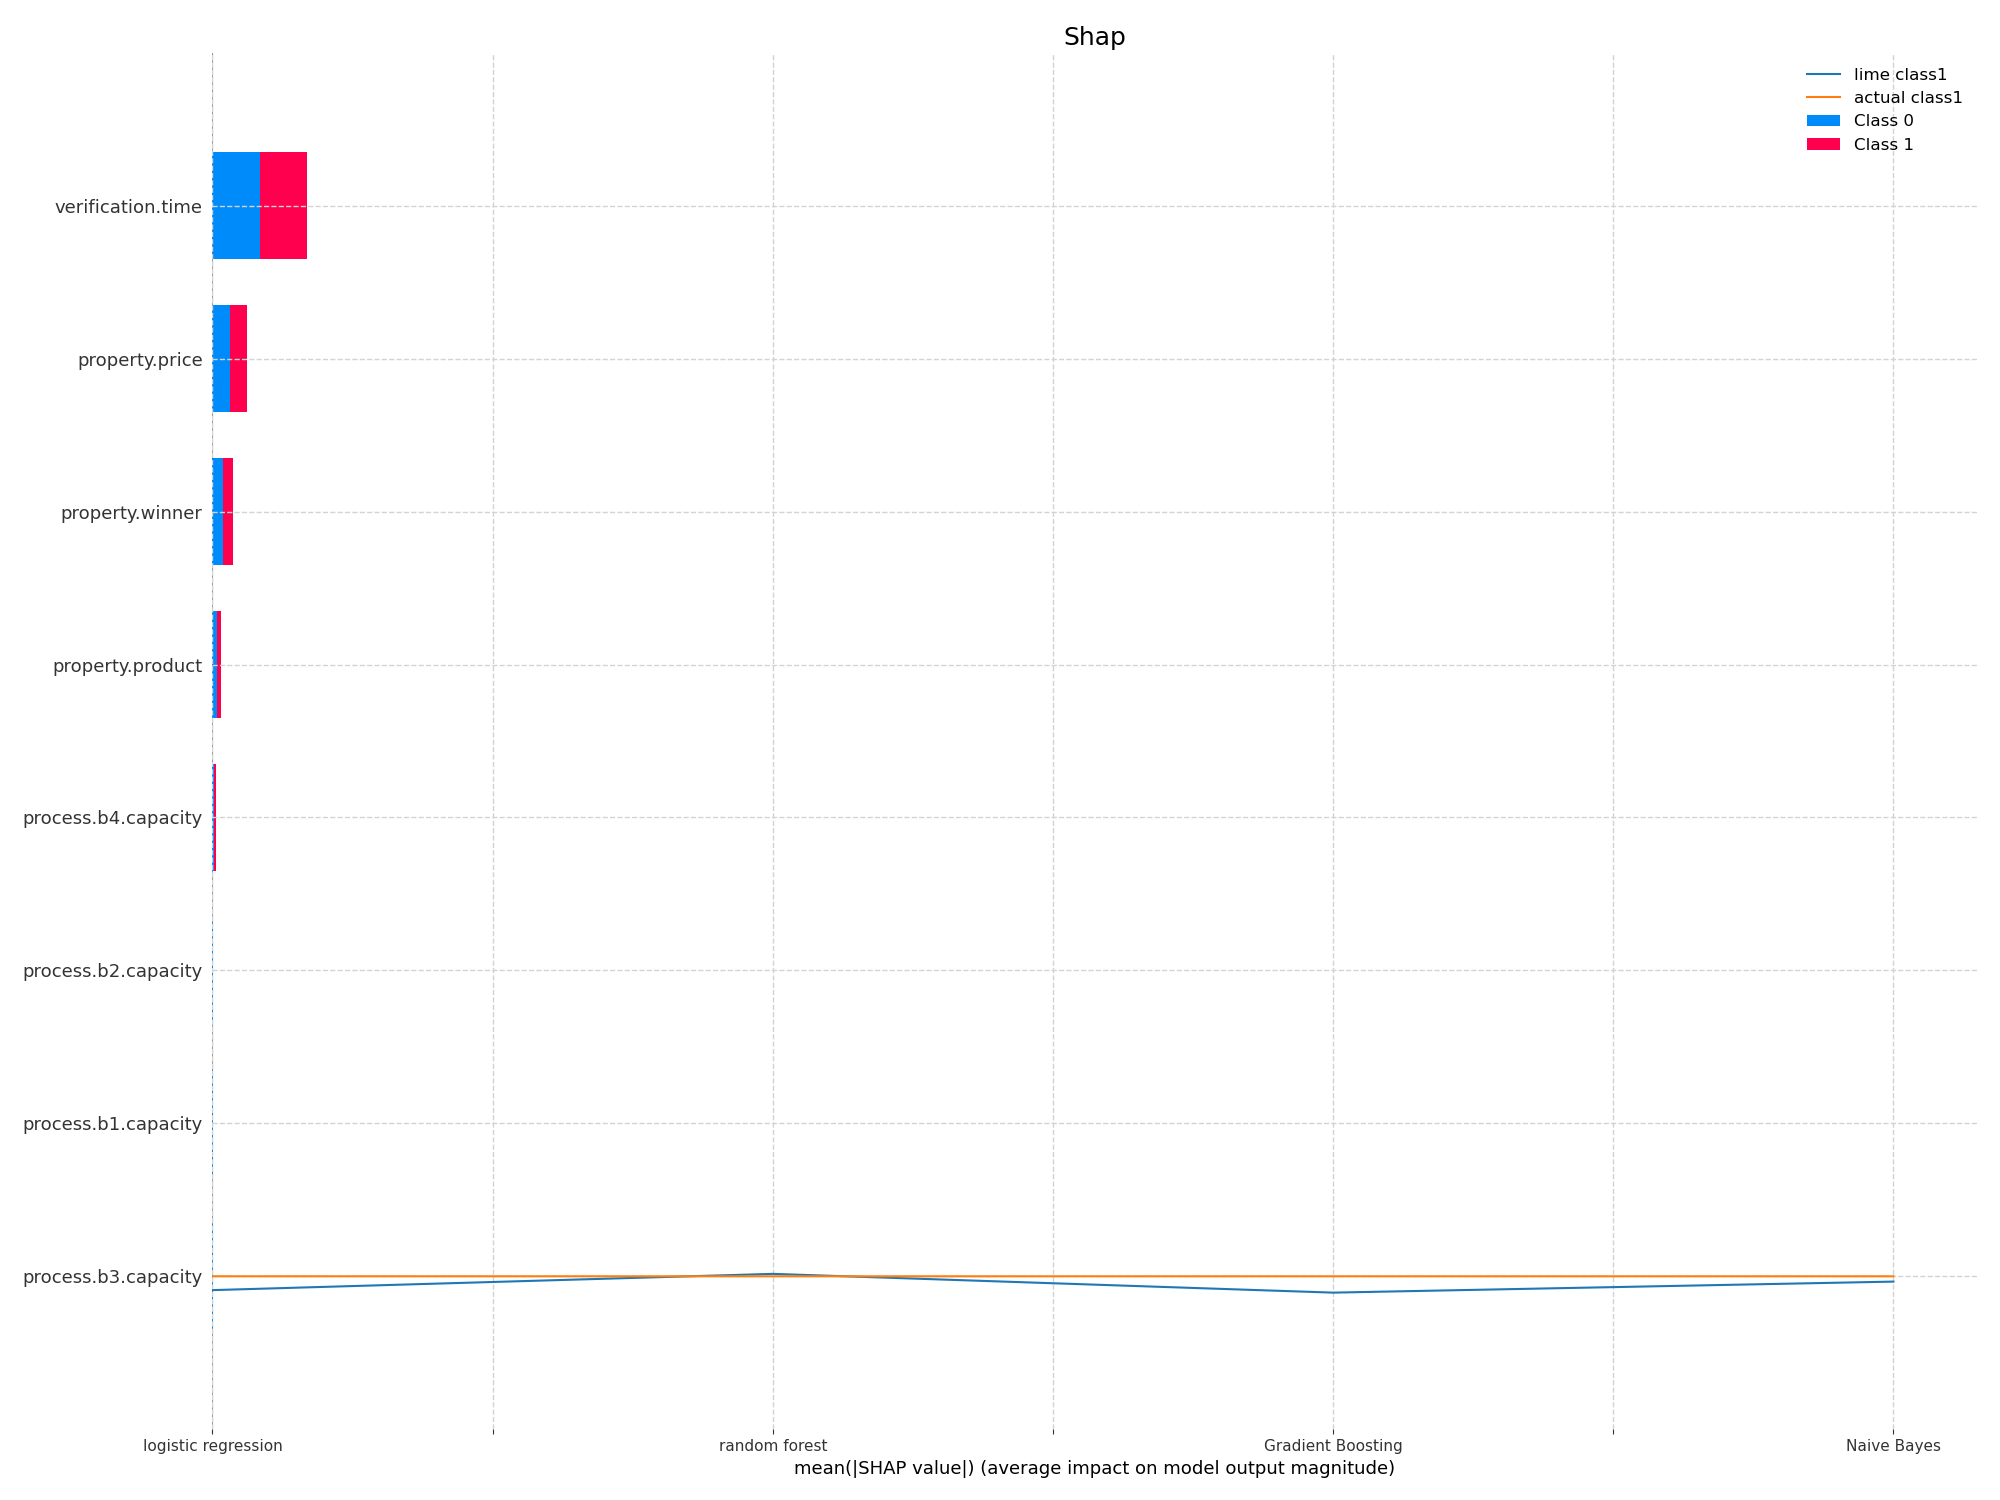 Shap
lime class1
actual class1
Class 0
Class 1
verification.time
property.price
property.winner
property.product
process.b4.capacity
process.b2.capacity
process.b1.capacity
process.b3.capacity
logistic regression
random forest
Gradient Boosting
Naive Bayes
mean(|SHAP value|) (average impact on model output magnitude)